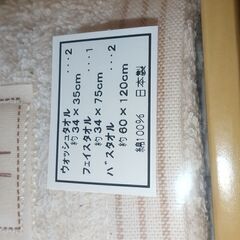 ウォッシュタオル ・・・2
約34×35cm
フェイスタオル ・・・1
約34×75cm
バスタオル ・・・2
約60×120cm
綿100% 日本製